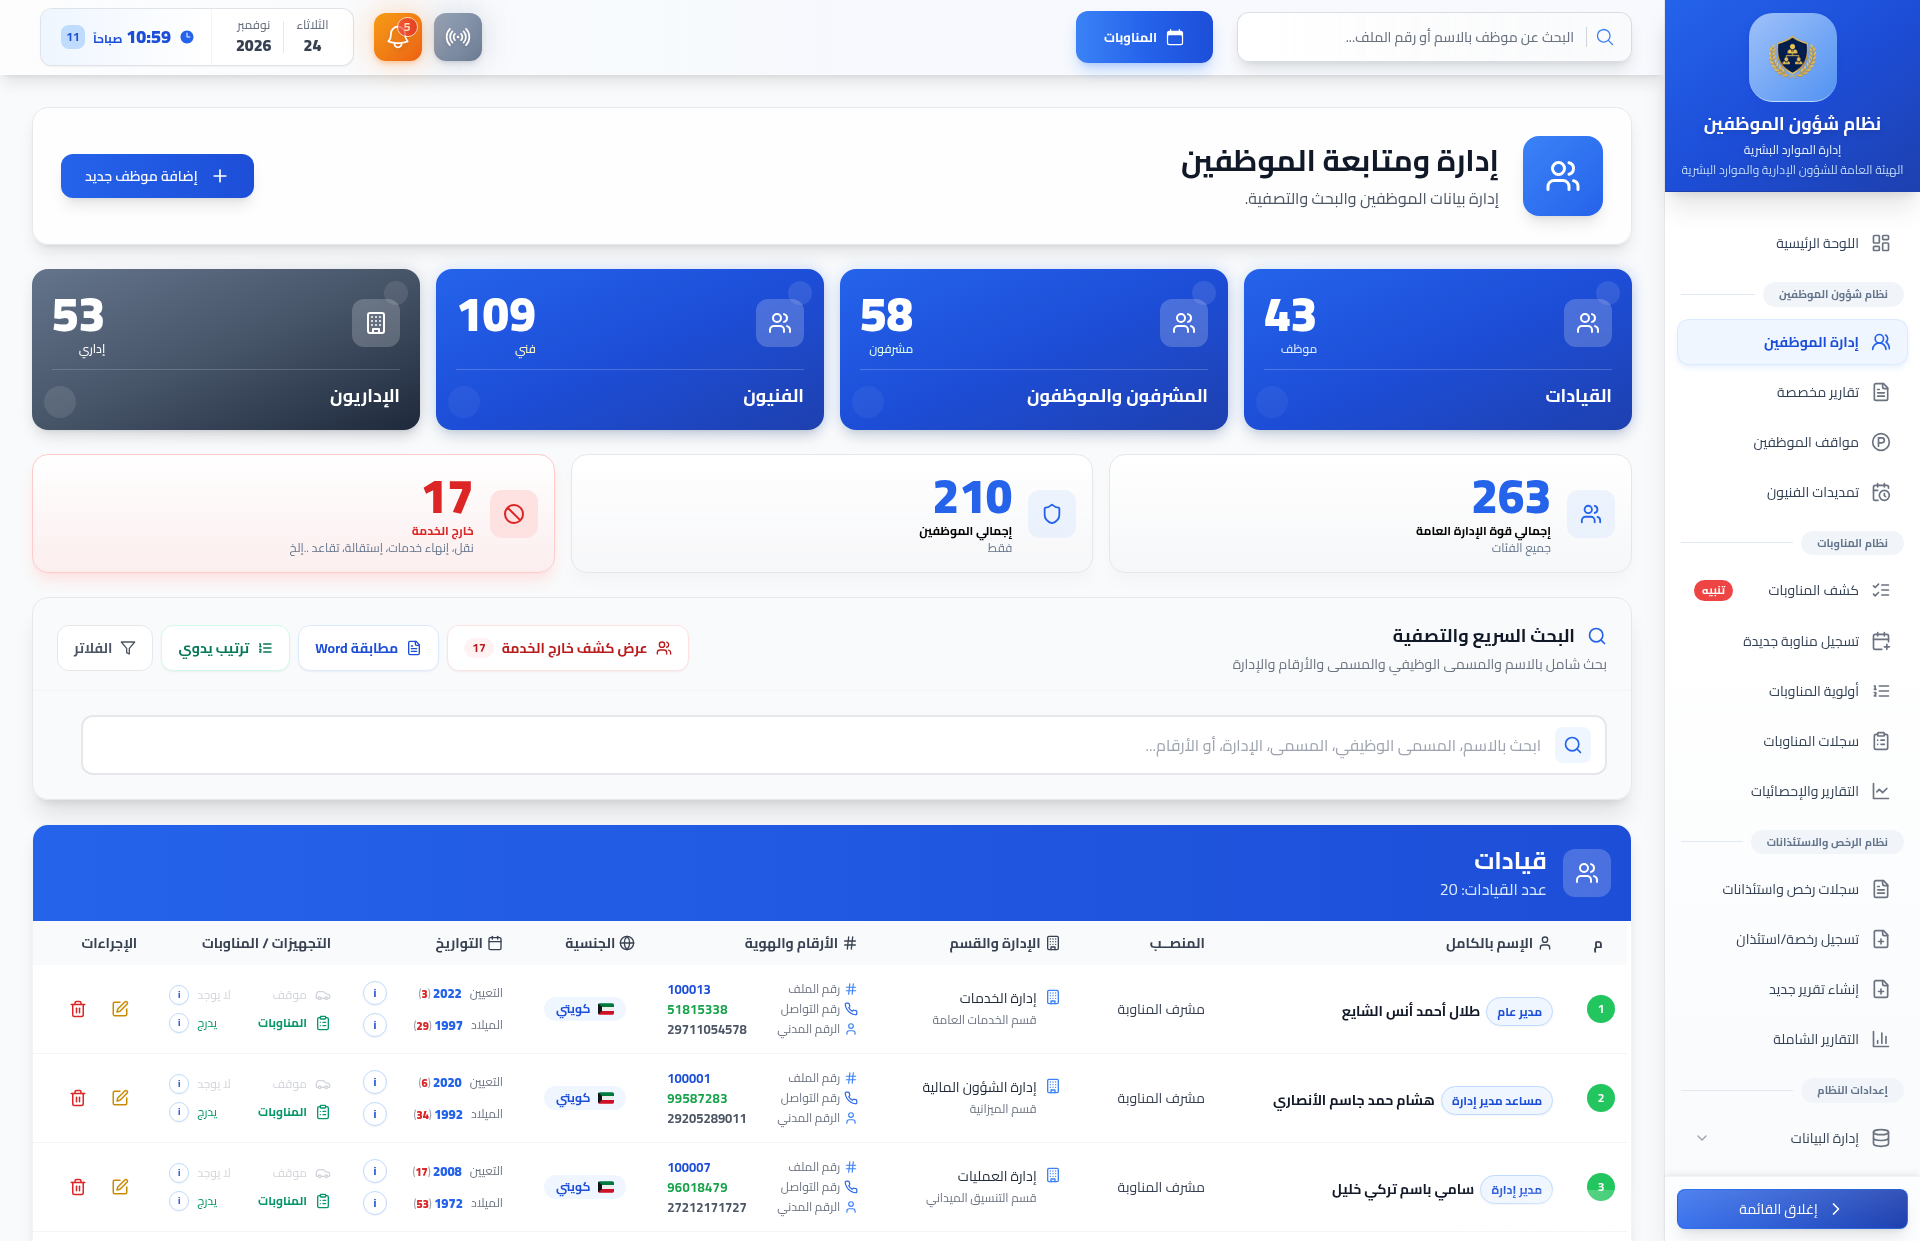 نظام شؤون الموظفين
إدارة الموارد البشرية
الهيئة العامة للشؤون الإدارية والموارد البشرية
اللوحة الرئيسية
نظام شؤون الموظفين
إدارة الموظفين
تقارير مخصصة
مواقف الموظفين
تمديدات الفنيون
نظام المناوبات
كشف المناوبات تنبيه
تسجيل مناوبة جديدة
أولوية المناوبات
سجلات المناوبات
التقارير والإحصائيات
نظام الرخص والاستئذانات
سجلات رخص واستئذانات
تسجيل رخصة/استئذان
إنشاء تقرير جديد
التقارير الشاملة
إعدادات النظام
إدارة البيانات
إغلاق القائمة
البحث عن موظف بالاسم أو رقم الملف...
المناوبات
5
الثلاثاء 24
نوفمبر 2026
10:59 صباحاً 11
إدارة ومتابعة الموظفين
إدارة بيانات الموظفين والبحث والتصفية.
إضافة موظف جديد
43
موظف
القيادات
58
مشرفون
المشرفون والموظفون
109
فني
الفنيون
53
إداري
الإداريون
263
إجمالي قوة الإدارة العامة
جميع الفئات
210
إجمالي الموظفين
فقط
17
خارج الخدمة
نقل، إنهاء خدمات، إستقالة، تقاعد ..إلخ
البحث السريع والتصفية
بحث شامل بالاسم والمسمى الوظيفي والمسمى والأرقام والإدارة
عرض كشف خارج الخدمة 17
مطابقة Word
ترتيب يدوي
الفلاتر
ابحث بالاسم، المسمى الوظيفي، المسمى، الإدارة، أو الأرقام...
قيادات
عدد القيادات: 20
م الإسم بالكامل المنصــب الإدارة والقسم الأرقام والهوية الجنسية التواريخ التجهيزات / المناوبات الإجراءات
1 مدير عام طلال أحمد أنس الشايع مشرف المناوبة
إدارة الخدمات
قسم الخدمات العامة
رقم الملف 100013
رقم التواصل 51815338
الرقم المدني 29711054578
كويتي
التعيين 2022 (3)
الميلاد 1997 (29)
موقف لا يوجد
المناوبات يدرج
2 مساعد مدير إدارة هشام حمد جاسم الأنصاري مشرف المناوبة
إدارة الشؤون المالية
قسم الميزانية
رقم الملف 100001
رقم التواصل 99587283
الرقم المدني 29205289011
كويتي
التعيين 2020 (6)
الميلاد 1992 (34)
موقف لا يوجد
المناوبات يدرج
3 مدير إدارة سامي باسم تركي خليل مشرف المناوبة
إدارة العمليات
قسم التنسيق الميداني
رقم الملف 100007
رقم التواصل 96018479
الرقم المدني 27212171727
كويتي
التعيين 2008 (17)
الميلاد 1972 (53)
موقف لا يوجد
المناوبات يدرج